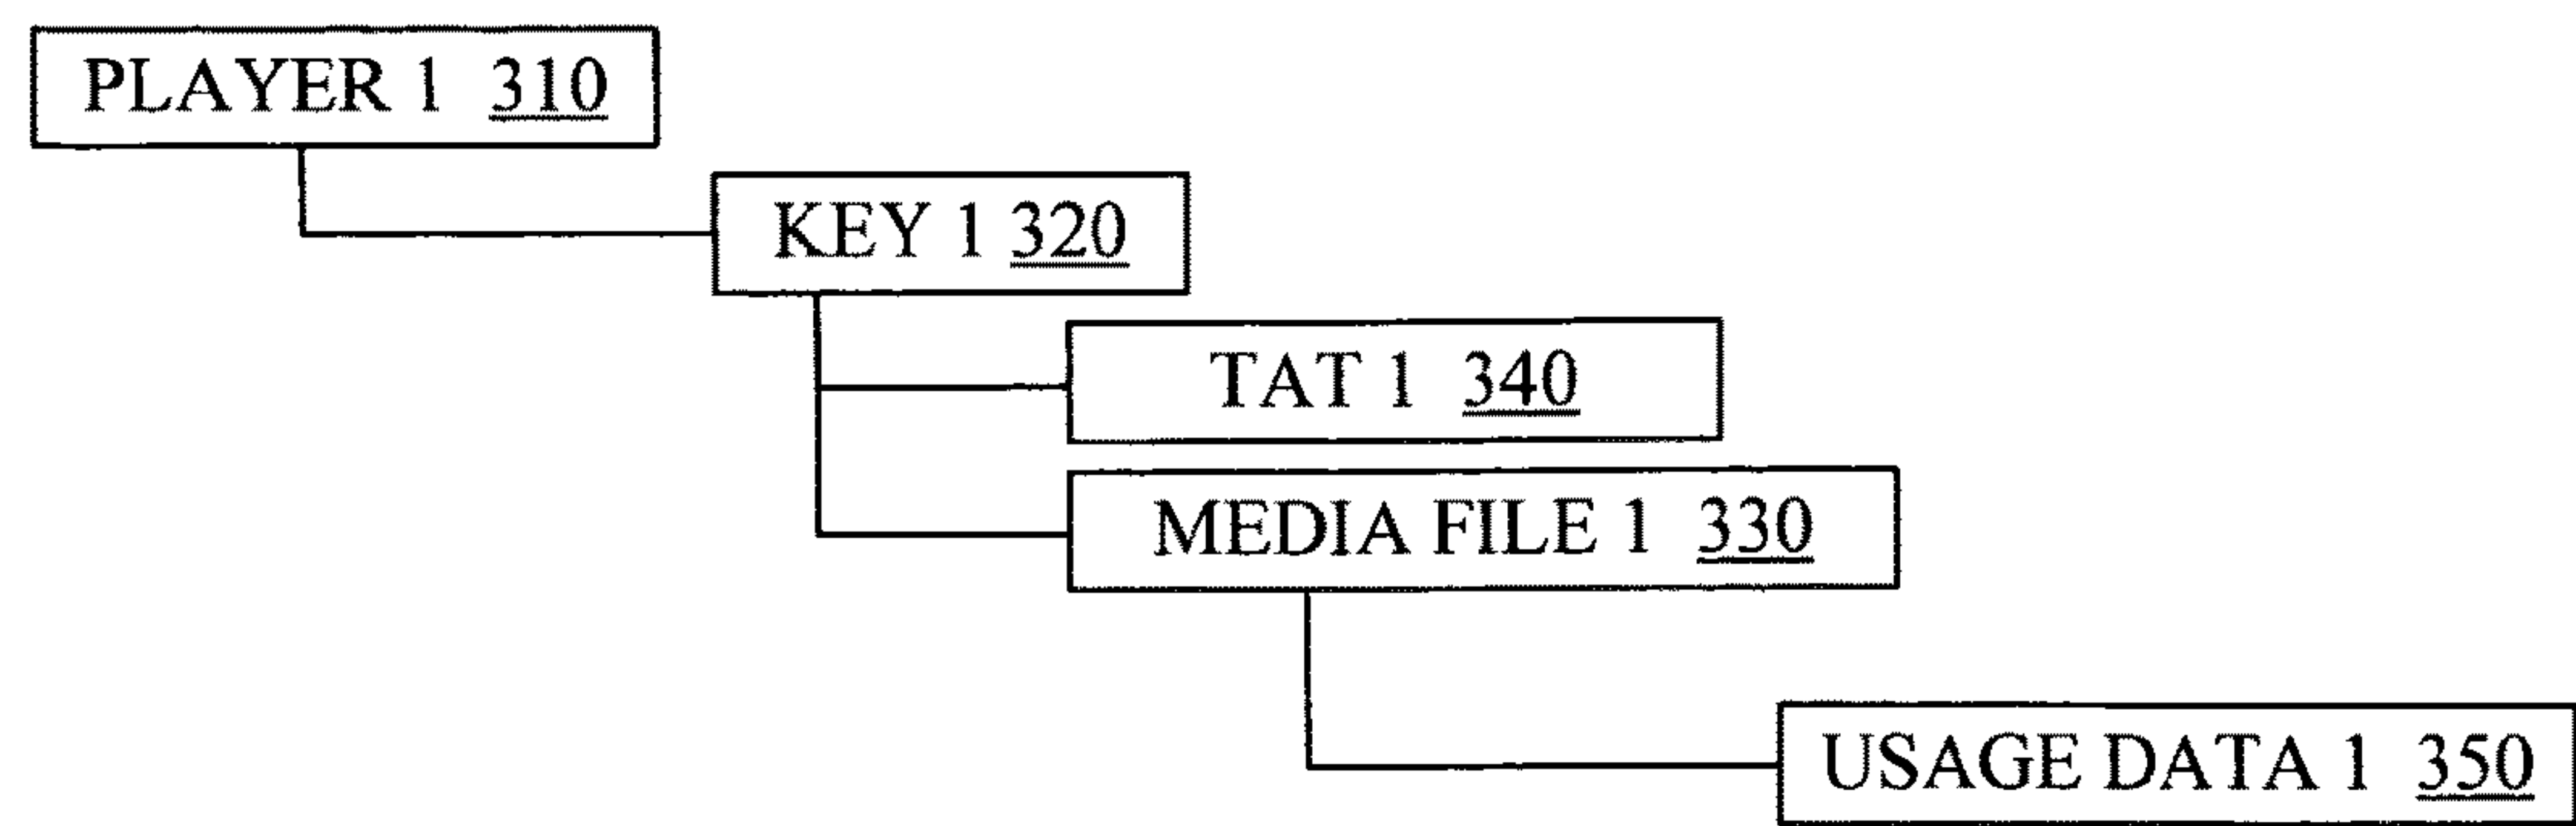 PLAYER 1 310
KEY 1 320
TAT 1 340
MEDIA FILE 1 330
USAGE DATA 1 350